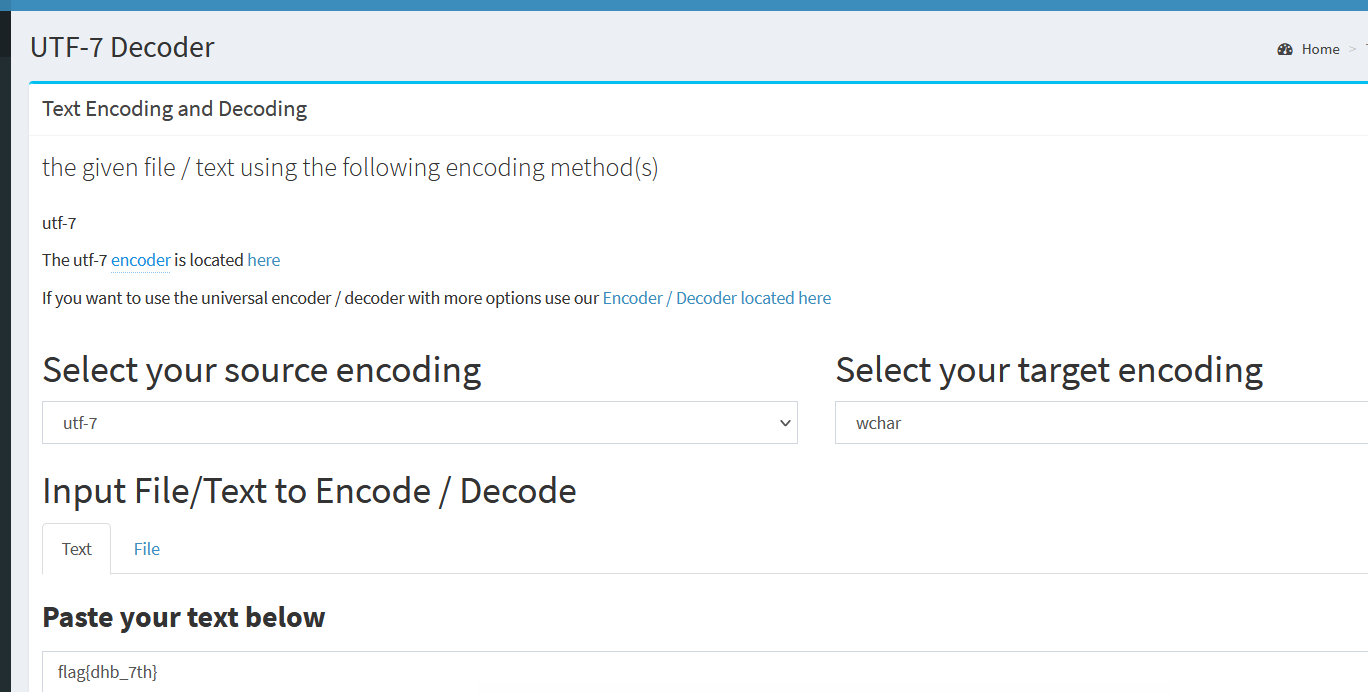 UTF-7 Decoder
Home >
Text Encoding and Decoding
the given file / text using the following encoding method(s)
utf-7
The utf-7 encoder is located here
If you want to use the universal encoder / decoder with more options use our Encoder / Decoder located here
Select your source encoding
utf-7
Select your target encoding
wchar
Input File/Text to Encode / Decode
Text File
Paste your text below
flag{dhb_7th}